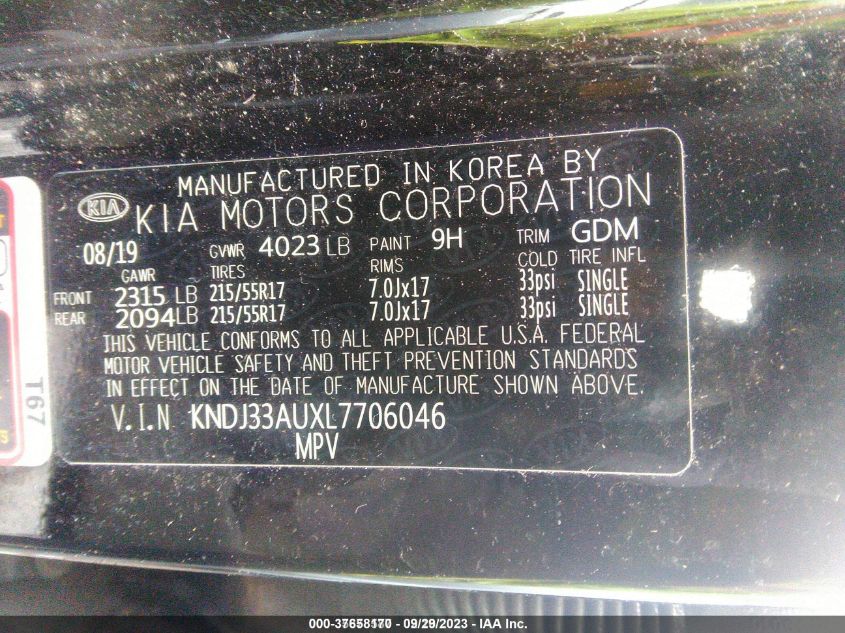 MANUFACTURED IN KOREA BY
KIA KIA MOTORS CORPORATION
08/19 GVWR 4023 LB PAINT 9H TRIM GDM
GAWR TIRES RIMS COLD TIRE INFL
FRONT 2315 LB 215/55R17 7.0Jx17 33psi SINGLE
REAR 2094 LB 215/55R17 7.0Jx17 33psi SINGLE
THIS VEHICLE CONFORMS TO ALL APPLICABLE U.S.A. FEDERAL
MOTOR VEHICLE SAFETY AND THEFT PREVENTION STANDARDS
IN EFFECT ON THE DATE OF MANUFACTURE SHOWN ABOVE.
V.I.N KNDJ33AUXL7706046
MPV
T67
000-37658170 - 09/29/2023 - IAA Inc.